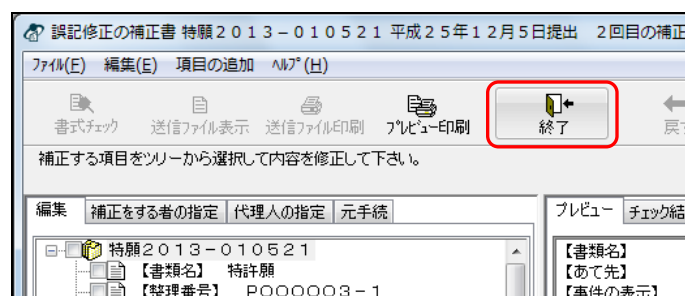 誤記修正の補正書 特願２０１３－０１０５２１ 平成２５年１２月５日提出　２回目の補正
ﾌｧｲﾙ(F)　編集(E)　項目の追加　ﾍﾙﾌﾟ(H)
書式ﾁｪｯｸ　送信ﾌｧｲﾙ表示　送信ﾌｧｲﾙ印刷　ﾌﾟﾚﾋﾞｭｰ印刷　終了　戻
補正する項目をﾂﾘｰから選択して内容を修正して下さい。
編集　補正をする者の指定　代理人の指定　元手続　ﾌﾟﾚﾋﾞｭｰ　ﾁｪｯｸ結
特願２０１３－０１０５２１　【書類名】
【書類名】　特許願　【あて先】
【整理番号】　Ｐ００００００３－１　【事件の表示】